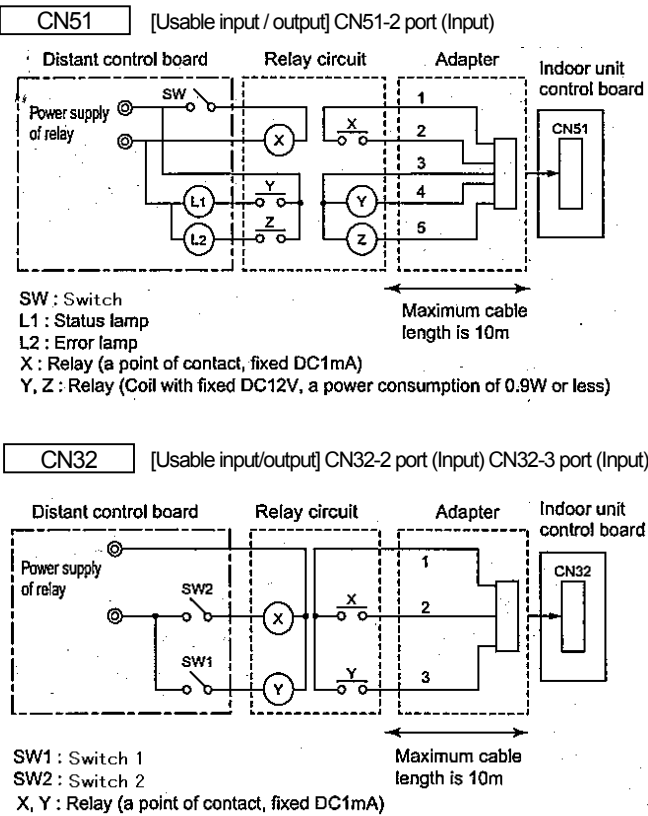 CN51 [Usable input / output] CN51-2 port (Input)
Distant control board Relay circuit Adapter Indoor unit
control board
Power supply
of relay
SW
X
X
1
2
3
4
5
CN51
L1
Y
Y
L2
Z
Z
SW : Switch
L1 : Status lamp
L2 : Error lamp
X : Relay (a point of contact, fixed DC1mA)
Y, Z : Relay (Coil with fixed DC12V, a power consumption of 0.9W or less)
Maximum cable
length is 10m
CN32 [Usable input/output] CN32-2 port (Input) CN32-3 port (Input)
Distant control board Relay circuit Adapter Indoor unit
control board
Power supply
of relay
SW2
X
X
SW1
Y
Y
1
2
3
CN32
SW1 : Switch 1
SW2 : Switch 2
X, Y : Relay (a point of contact, fixed DC1mA)
Maximum cable
length is 10m